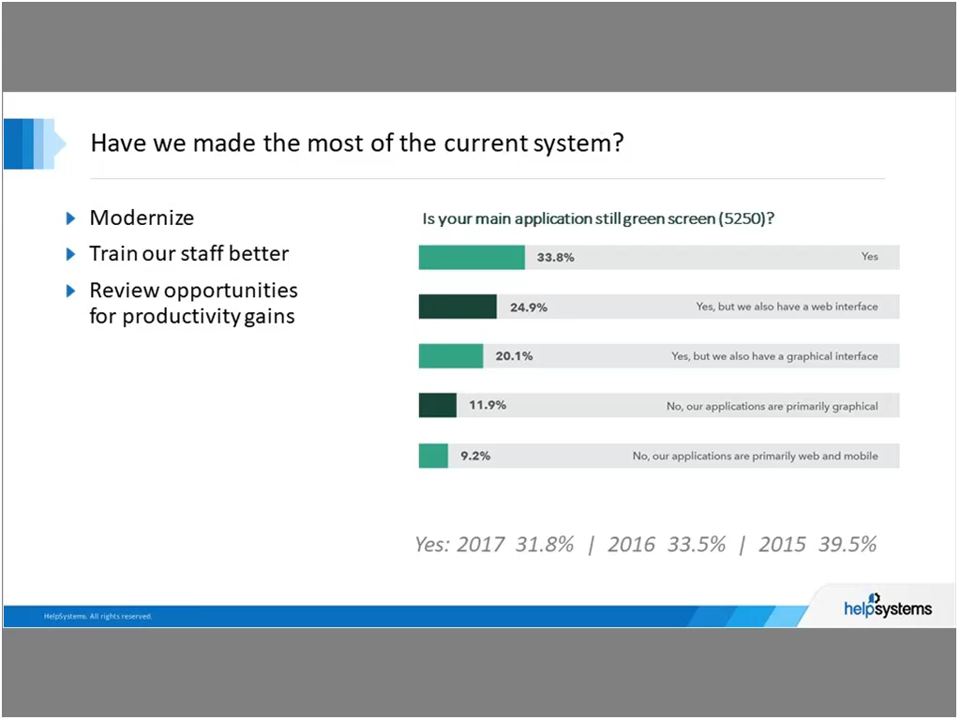 Have we made the most of the current system?
Modernize
Train our staff better
Review opportunities
for productivity gains
Is your main application still green screen (5250)?
33.8% Yes
24.9% Yes, but we also have a web interface
20.1% Yes, but we also have a graphical interface
11.9% No, our applications are primarily graphical
9.2% No, our applications are primarily web and mobile
Yes: 2017 31.8% | 2016 33.5% | 2015 39.5%
HelpSystems. All rights reserved.
helpsystems